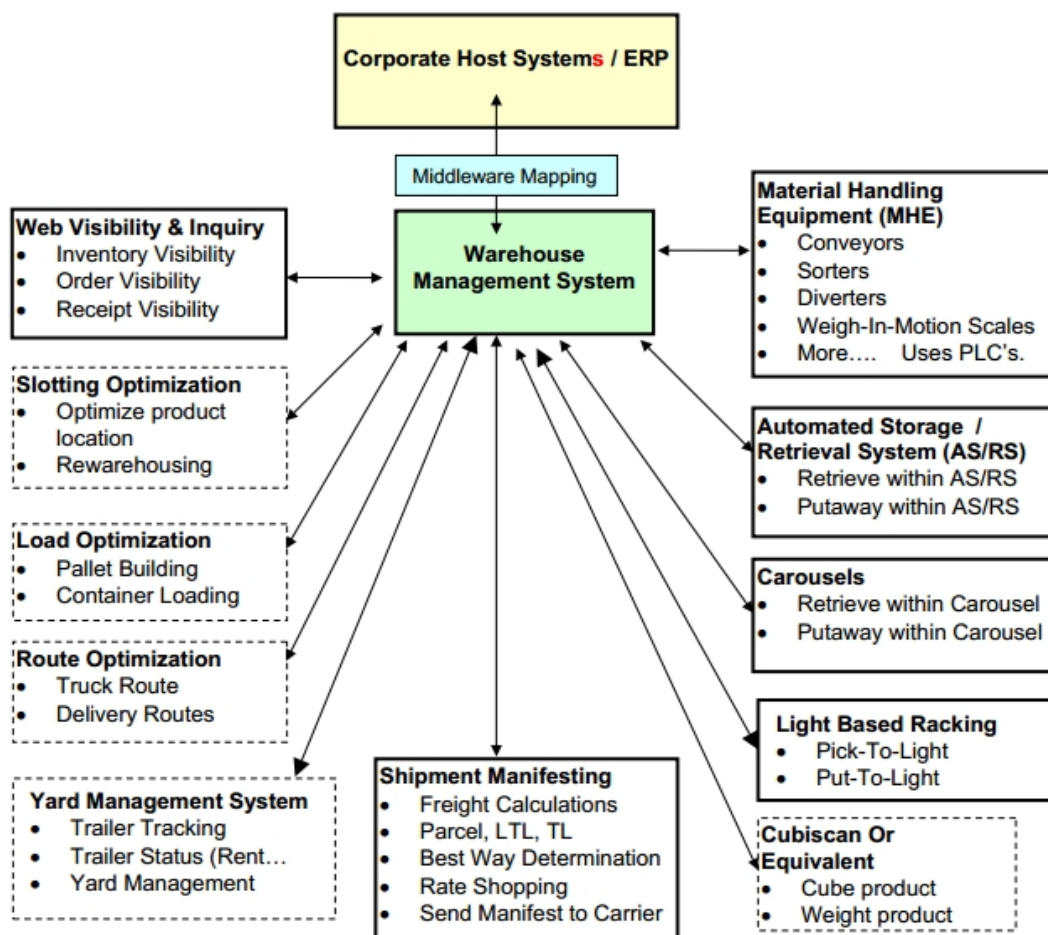 Corporate Host Systems / ERP
Middleware Mapping
Warehouse
Management System
Web Visibility & Inquiry
• Inventory Visibility
• Order Visibility
• Receipt Visibility
Slotting Optimization
• Optimize product
location
• Rewarehousing
Load Optimization
• Pallet Building
• Container Loading
Route Optimization
• Truck Route
• Delivery Routes
Yard Management System
• Trailer Tracking
• Trailer Status (Rent…
• Yard Management
Shipment Manifesting
• Freight Calculations
• Parcel, LTL, TL
• Best Way Determination
• Rate Shopping
• Send Manifest to Carrier
Material Handling
Equipment (MHE)
• Conveyors
• Sorters
• Diverters
• Weigh-In-Motion Scales
• More…. Uses PLC's.
Automated Storage /
Retrieval System (AS/RS)
• Retrieve within AS/RS
• Putaway within AS/RS
Carousels
• Retrieve within Carousel
• Putaway within Carousel
Light Based Racking
• Pick-To-Light
• Put-To-Light
Cubiscan Or
Equivalent
• Cube product
• Weight product